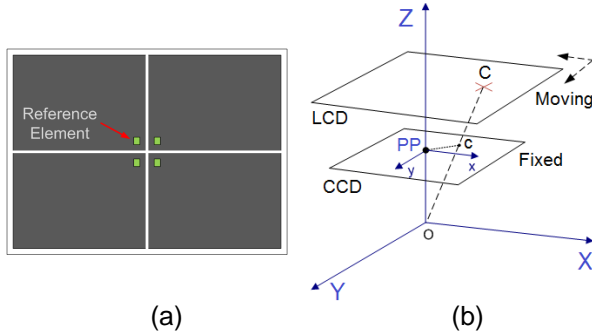 Reference
Element
(a)
Z
C
Moving
LCD
PP
c
Fixed
x
y
CCD
O
X
Y
(b)